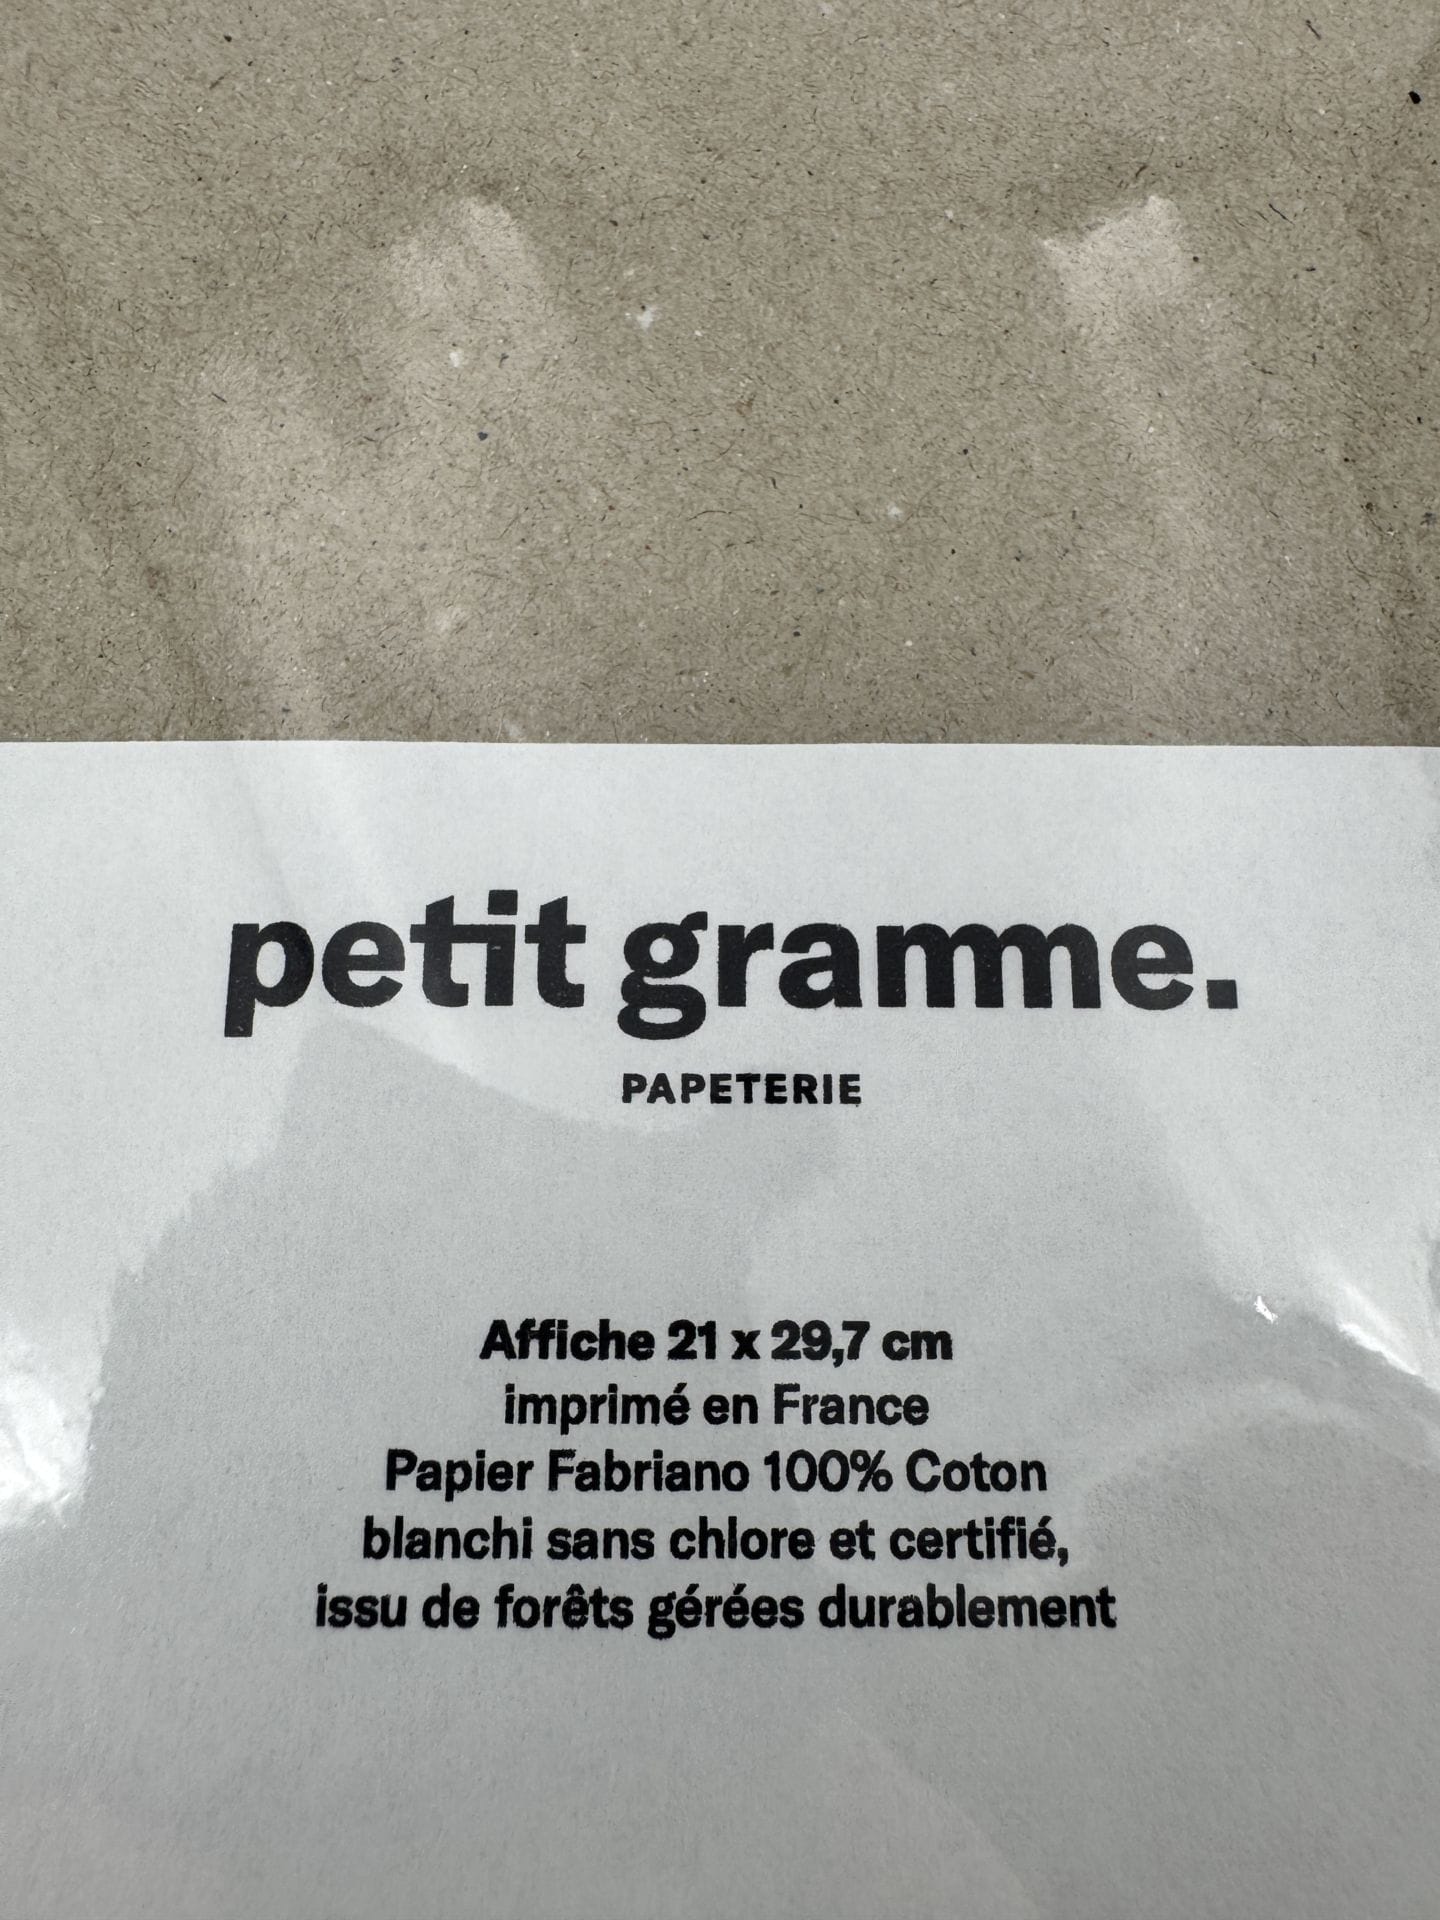 petit gramme.
PAPETERIE
Affiche 21 x 29,7 cm
imprimé en France
Papier Fabriano 100% Coton
blanchi sans chlore et certifié,
issu de forêts gérées durablement